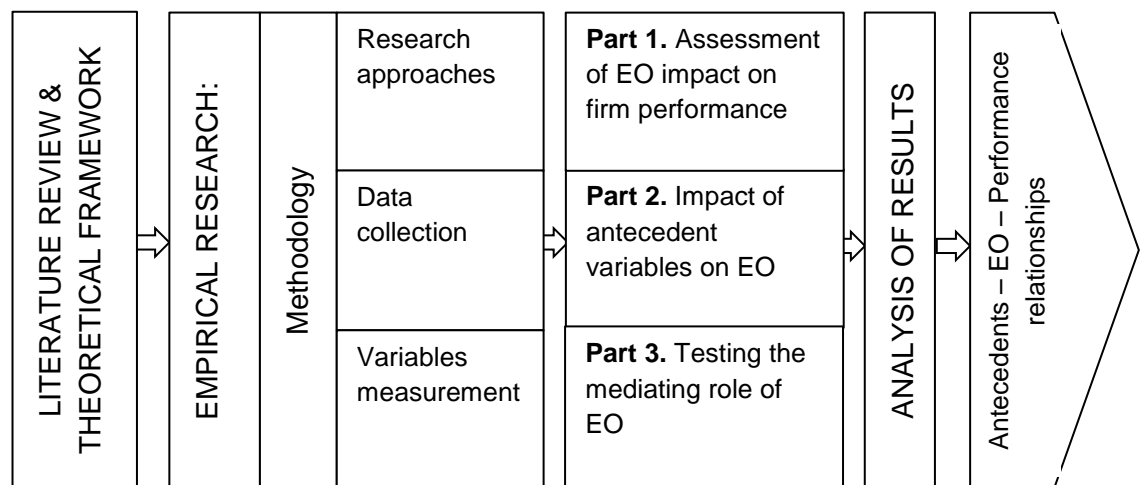 LITERATURE REVIEW &
THEORETICAL FRAMEWORK
EMPIRICAL RESEARCH:
Methodology
Research
approaches
Data
collection
Variables
measurement
Part 1. Assessment
of EO impact on
firm performance
Part 2. Impact of
antecedent
variables on EO
Part 3. Testing the
mediating role of
EO
ANALYSIS OF RESULTS
Antecedents – EO – Performance
relationships